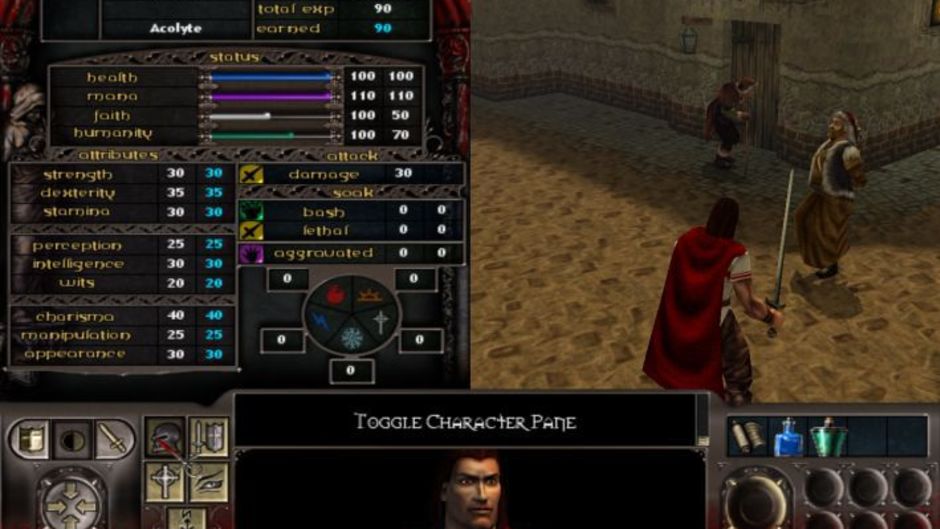 total exp 90
Acolyte earned 90
status
health 100 100
mana 110 110
faith 100 50
humanity 100 70
attributes attack
strength 30 30 damage 30
dexterity 35 35 soak
stamina 30 30 bash 0 0
lethal 0 0
perception 25 25 aggravated 0 0
intelligence 30 30
wits 20 20 0 0
charisma 40 40
manipulation 25 25 0 0
appearance 30 30
0
Toggle Character Pane